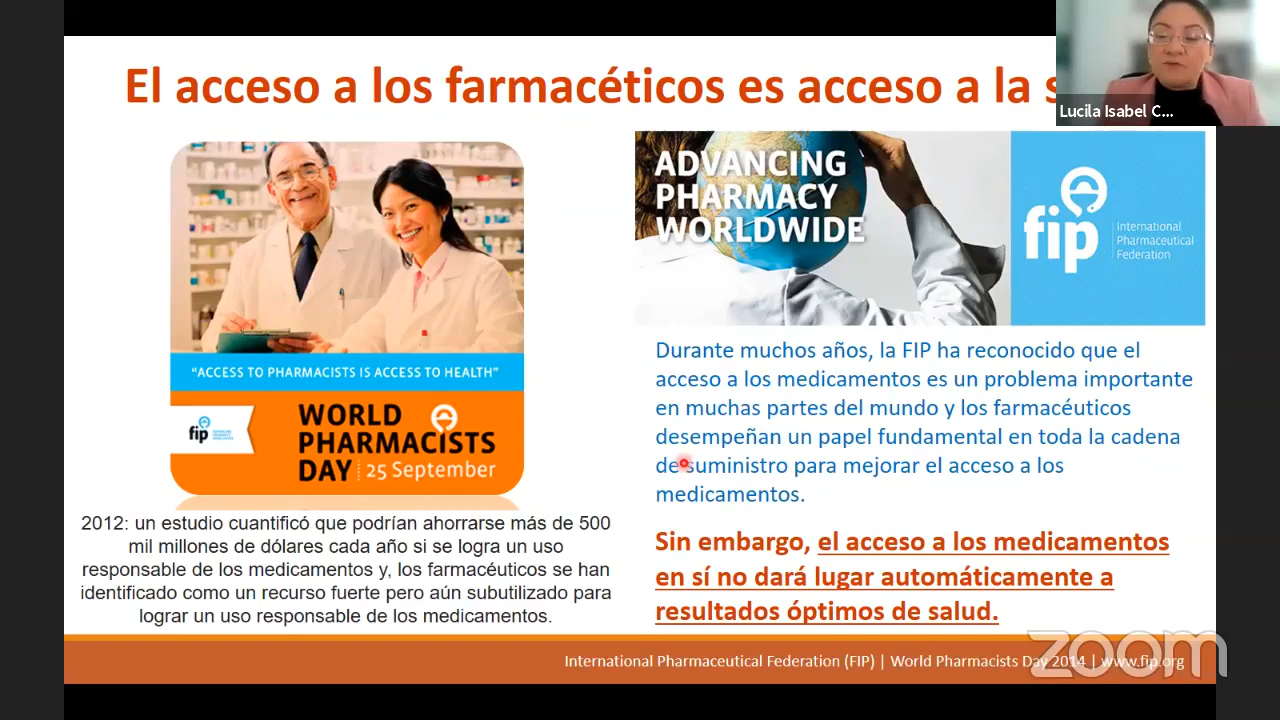 El acceso a los farmacéticos es acceso a la s
Lucila Isabel C...
"ACCESS TO PHARMACISTS IS ACCESS TO HEALTH"
fip
WORLD
PHARMACISTS
DAY 25 September
2012: un estudio cuantificó que podrían ahorrarse más de 500
mil millones de dólares cada año si se logra un uso
responsable de los medicamentos y, los farmacéuticos se han
identificado como un recurso fuerte pero aún subutilizado para
lograr un uso responsable de los medicamentos.
ADVANCING
PHARMACY
WORLDWIDE
fip
International
Pharmaceutical
Federation
Durante muchos años, la FIP ha reconocido que el
acceso a los medicamentos es un problema importante
en muchas partes del mundo y los farmacéuticos
desempeñan un papel fundamental en toda la cadena
de suministro para mejorar el acceso a los
medicamentos.
Sin embargo, el acceso a los medicamentos
en sí no dará lugar automáticamente a
resultados óptimos de salud.
International Pharmaceutical Federation (FIP) | World Pharmacists Day 2014 | www.fip.org
zoom